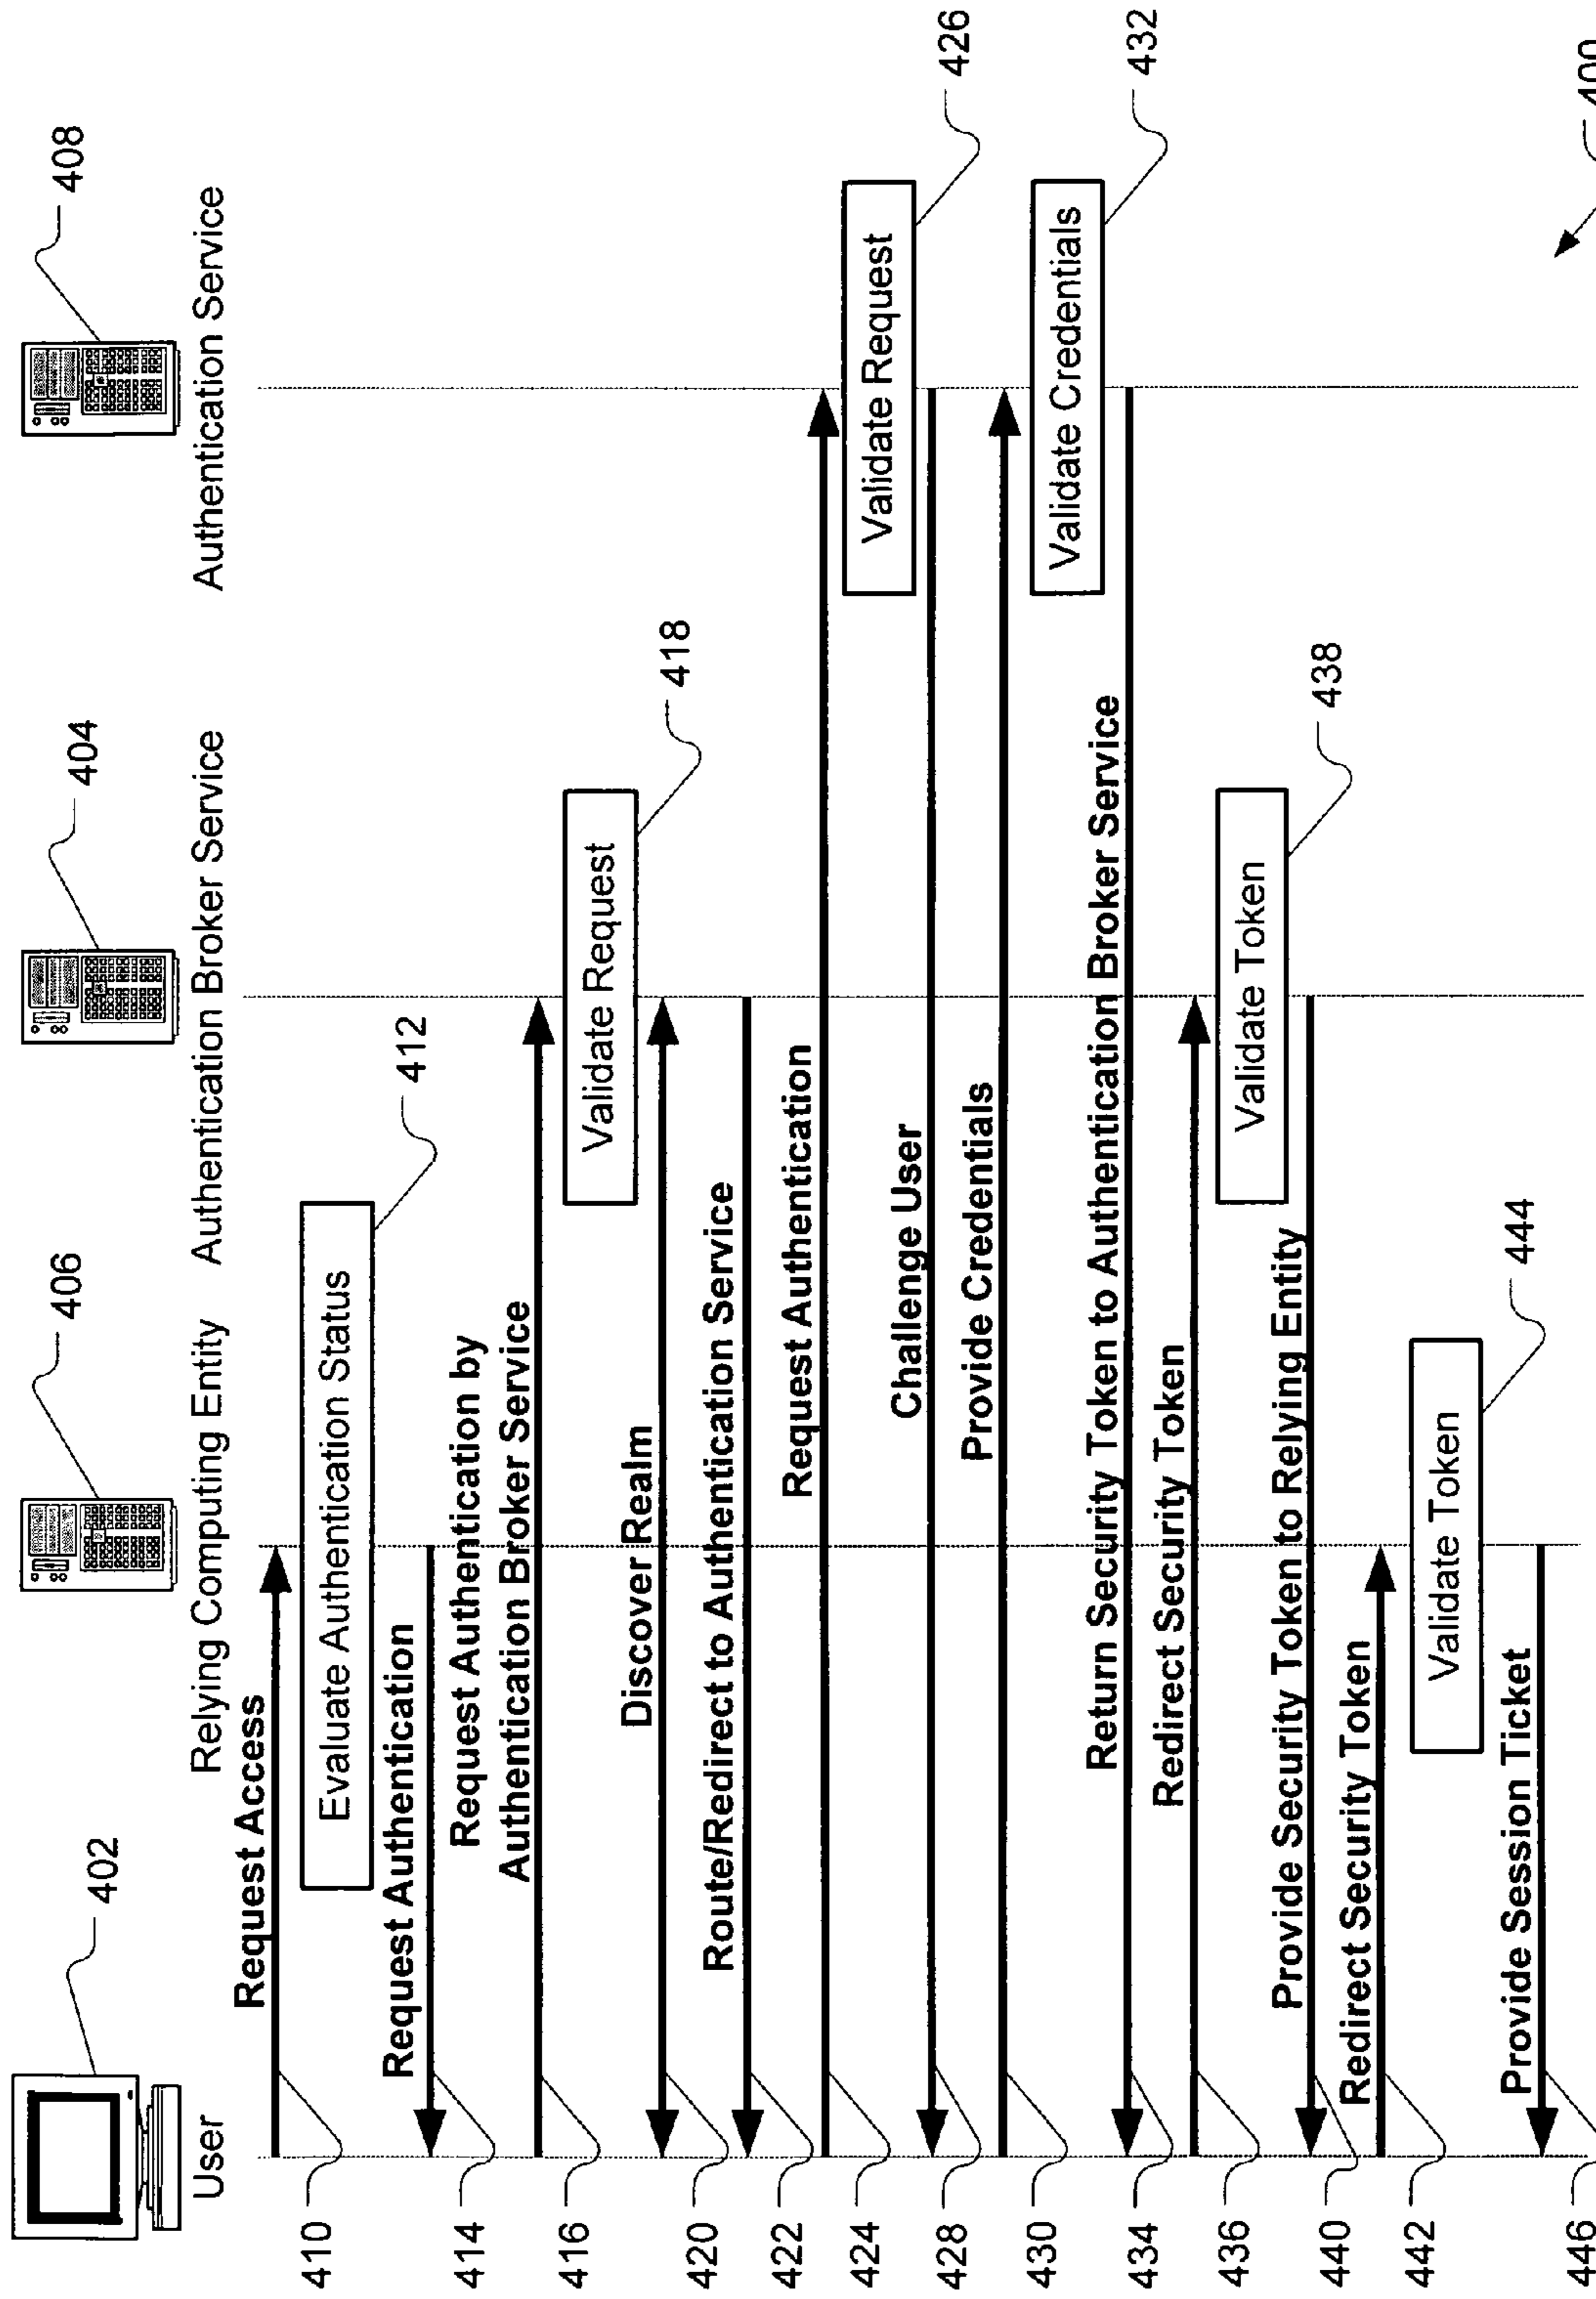 402
406
404
408
User
Relying Computing Entity
Authentication Broker Service
Authentication Service
410
Request Access
Evaluate Authentication Status
412
414
Request Authentication
416
Request Authentication by
Authentication Broker Service
Validate Request
418
420
Discover Realm
422
Route/Redirect to Authentication Service
424
Request Authentication
Validate Request
426
428
Challenge User
430
Provide Credentials
Validate Credentials
432
434
Return Security Token to Authentication Broker Service
436
Redirect Security Token
Validate Token
438
440
Provide Security Token to Relying Entity
442
Redirect Security Token
Validate Token
444
446
Provide Session Ticket
400